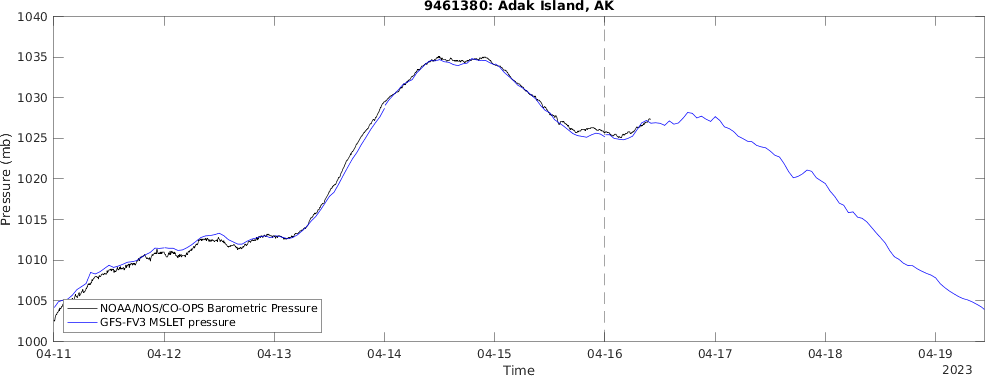 9461380: Adak Island, AK
Pressure (mb)
1040
1035
1030
1025
1020
1015
1010
1005
1000
NOAA/NOS/CO-OPS Barometric Pressure
GFS-FV3 MSLET pressure
04-11 04-12 04-13 04-14 04-15 04-16 04-17 04-18 04-19
Time
2023